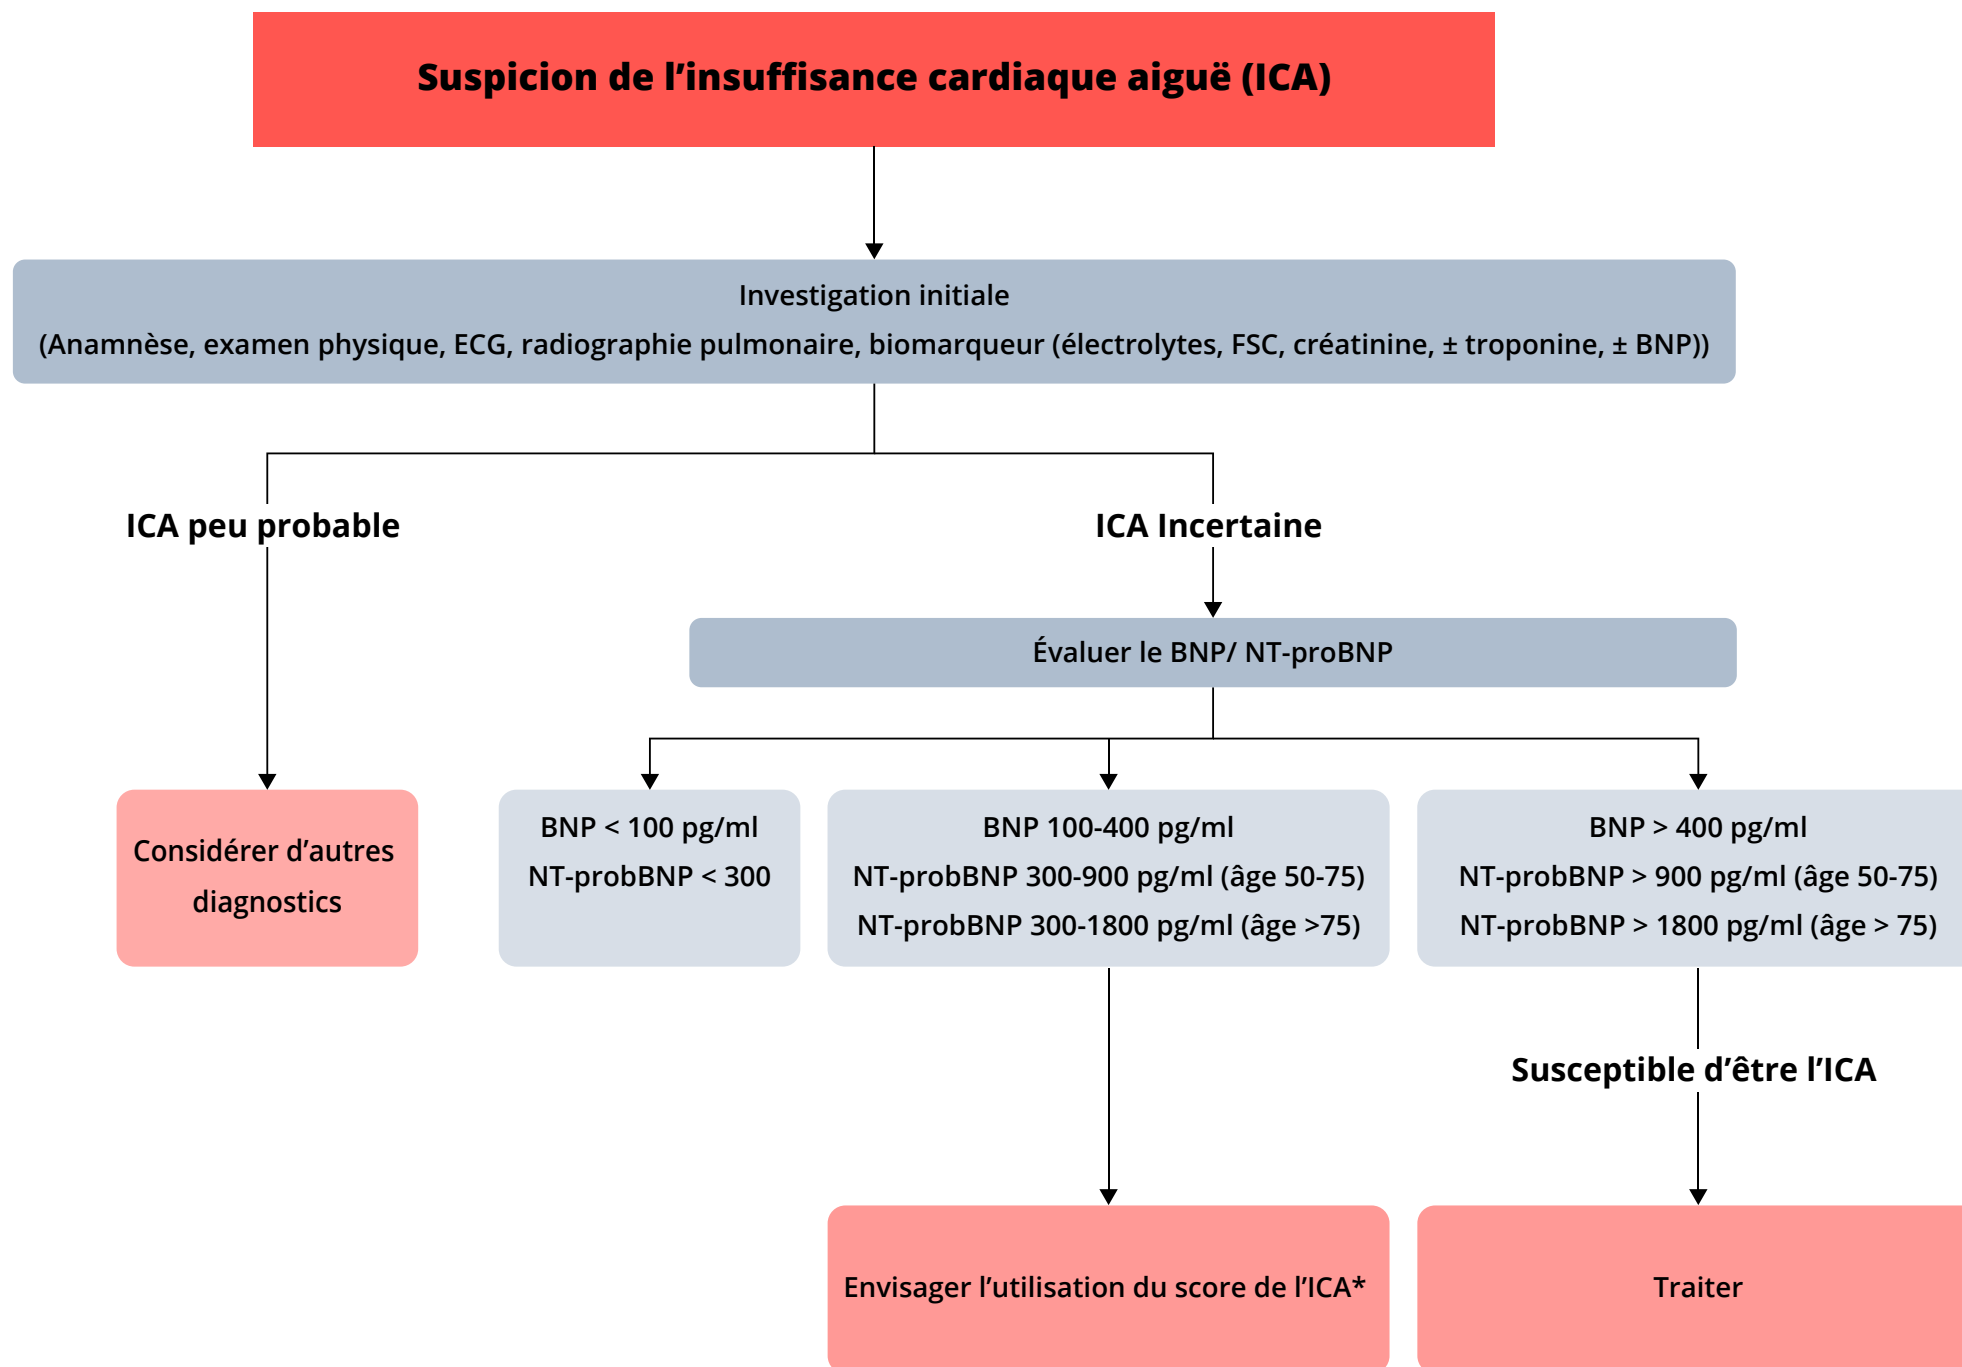 Suspicion de l’insuffisance cardiaque aiguë (ICA)
Investigation initiale
(Anamnèse, examen physique, ECG, radiographie pulmonaire, biomarqueur (électrolytes, FSC, créatinine, ± troponine, ± BNP))
ICA peu probable
ICA Incertaine
Évaluer le BNP/ NT-proBNP
Considérer d’autres
diagnostics
BNP < 100 pg/ml
NT-probBNP < 300
BNP 100-400 pg/ml
NT-probBNP 300-900 pg/ml (âge 50-75)
NT-probBNP 300-1800 pg/ml (âge >75)
BNP > 400 pg/ml
NT-probBNP > 900 pg/ml (âge 50-75)
NT-probBNP > 1800 pg/ml (âge > 75)
Susceptible d’être l’ICA
Envisager l’utilisation du score de l’ICA*
Traiter